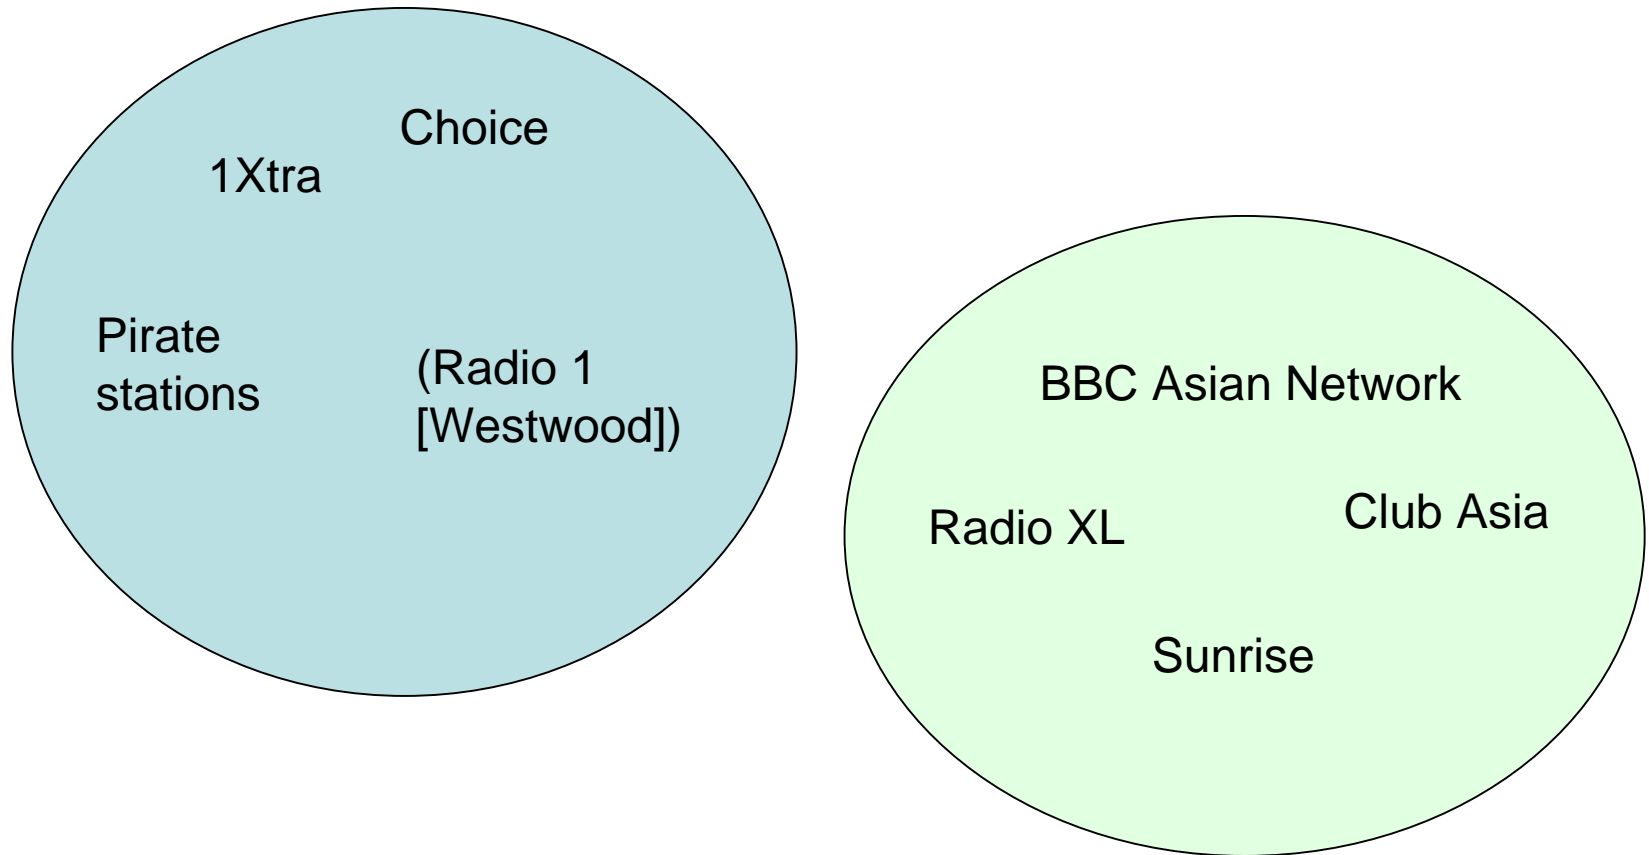 Choice
1Xtra
Pirate
stations
(Radio 1
[Westwood])
BBC Asian Network
Radio XL
Club Asia
Sunrise